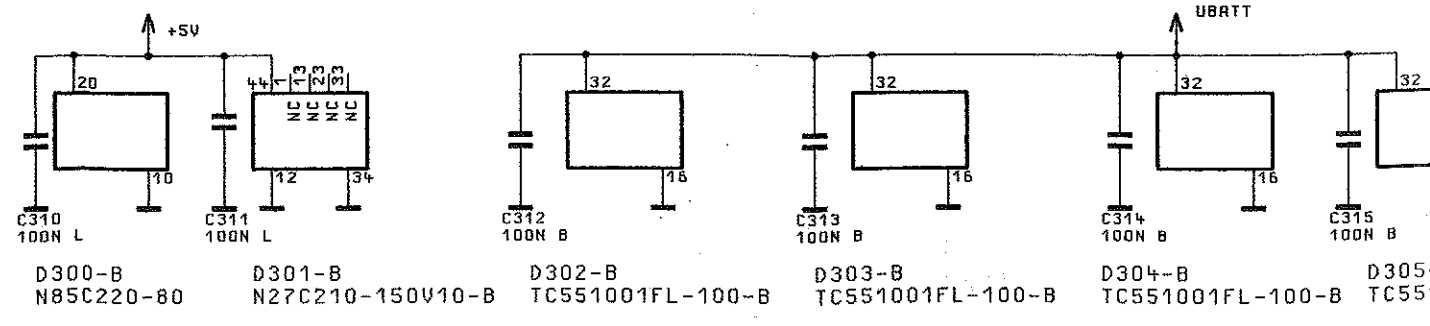 +5V
UBATT
20
44
1
13
23
33
NC
NC
NC
NC
32
32
32
32
10
12
34
16
16
16
C310
100N L
C311
100N L
C312
100N B
C313
100N B
C314
100N B
C315
100N B
D300-B
N85C220-80
D301-B
N27C210-150V10-B
D302-B
TC551001FL-100-B
D303-B
TC551001FL-100-B
D304-B
TC551001FL-100-B
D305-
TC551